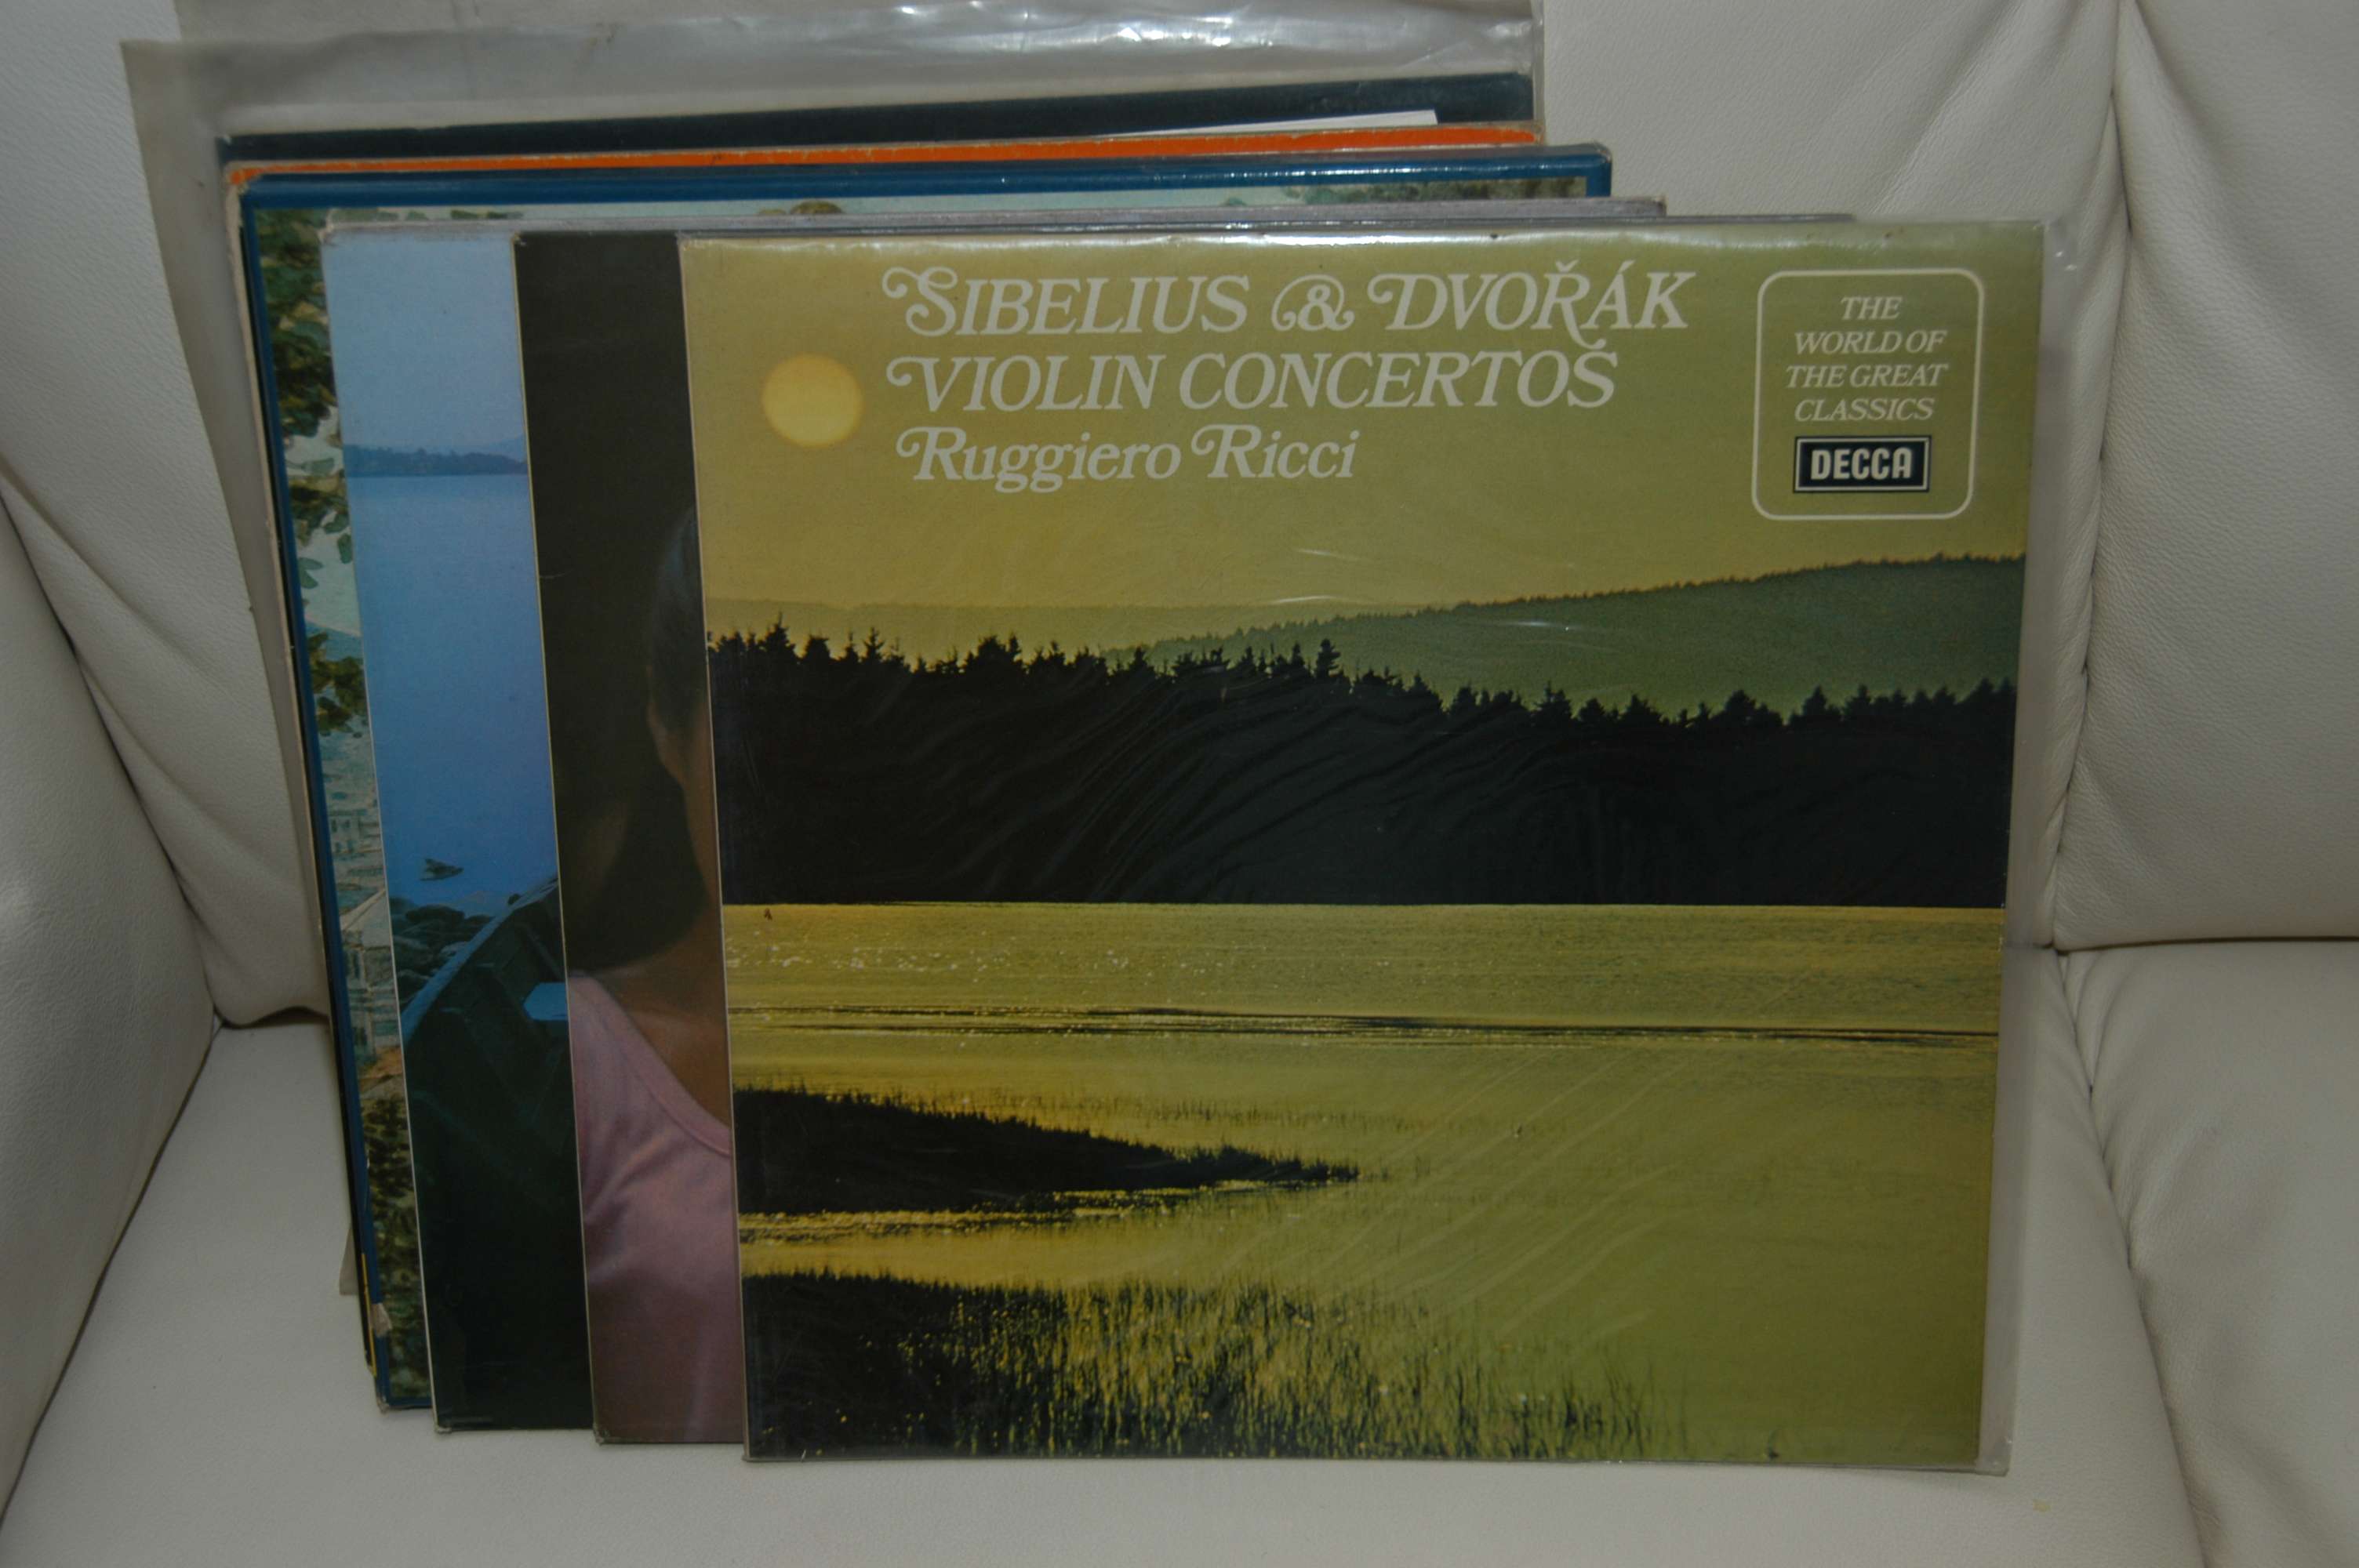 SIBELIUS & DVOŘÁK
VIOLIN CONCERTOS
Ruggiero Ricci
THE
WORLD OF
THE GREAT
CLASSICS
DECCA